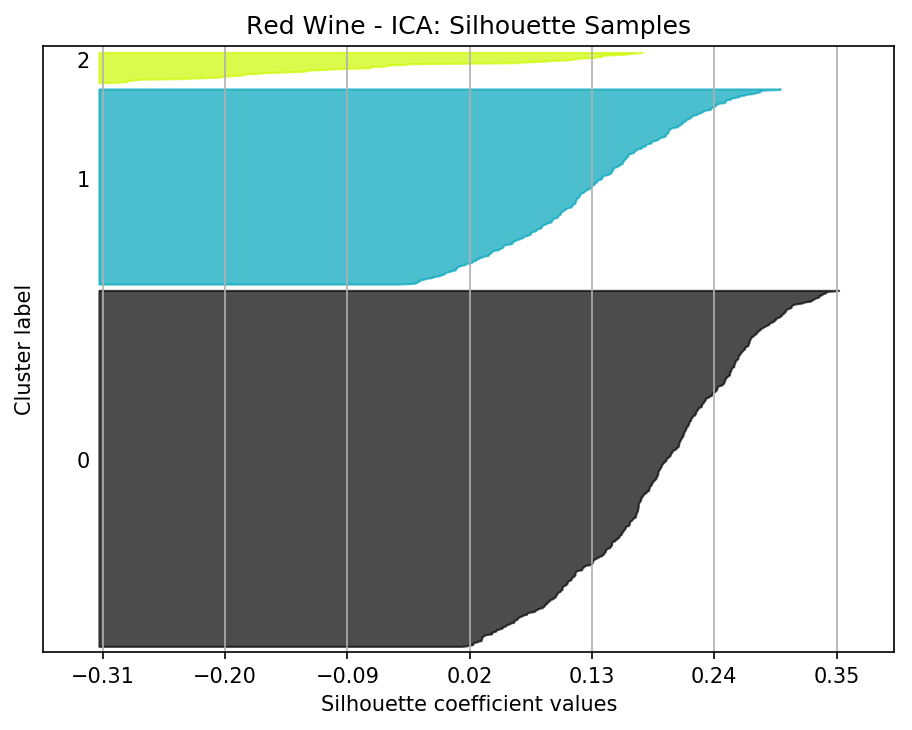 Red Wine - ICA: Silhouette Samples
2
1
0
Cluster label
−0.31 −0.20 −0.09 0.02 0.13 0.24 0.35
Silhouette coefficient values